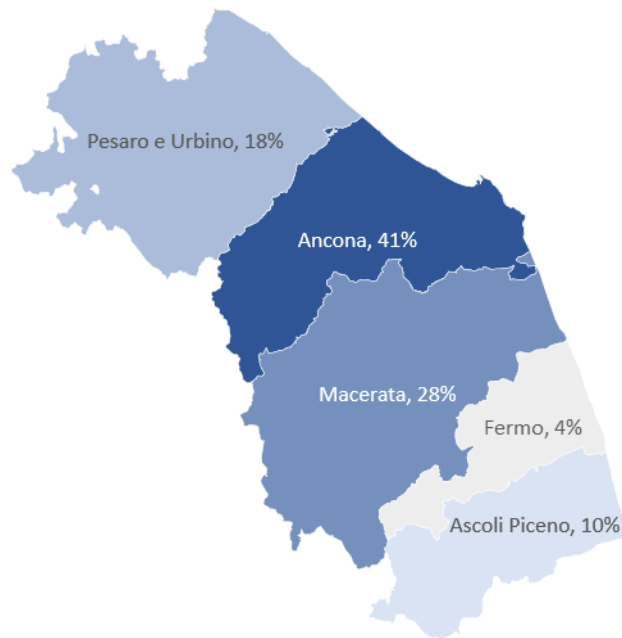 Pesaro e Urbino, 18%
Ancona, 41%
Macerata, 28%
Fermo, 4%
Ascoli Piceno, 10%